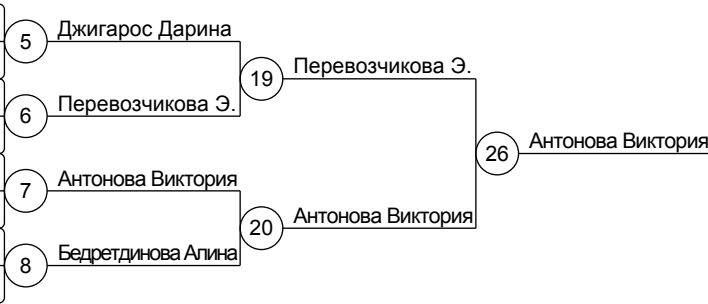 5 Джигарос Дарина
19 Перевозчикова Э.
6 Перевозчикова Э.
26 Антонова Виктория
7 Антонова Виктория
20 Антонова Виктория
8 Бедретдинова Алина